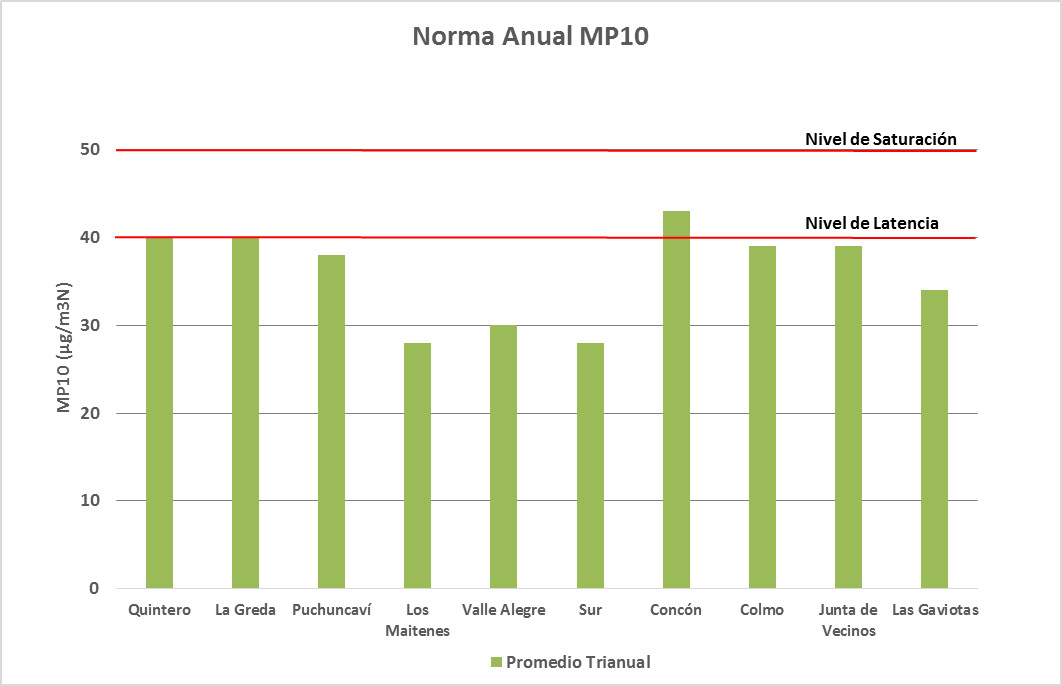 Norma Anual MP10
Nivel de Saturación
Nivel de Latencia
MP10 (µg/m3N)
50
40
30
20
10
0
Quintero
La Greda
Puchuncaví
Los
Maitenes
Valle Alegre
Sur
Concón
Colmo
Junta de
Vecinos
Las Gaviotas
Promedio Trianual